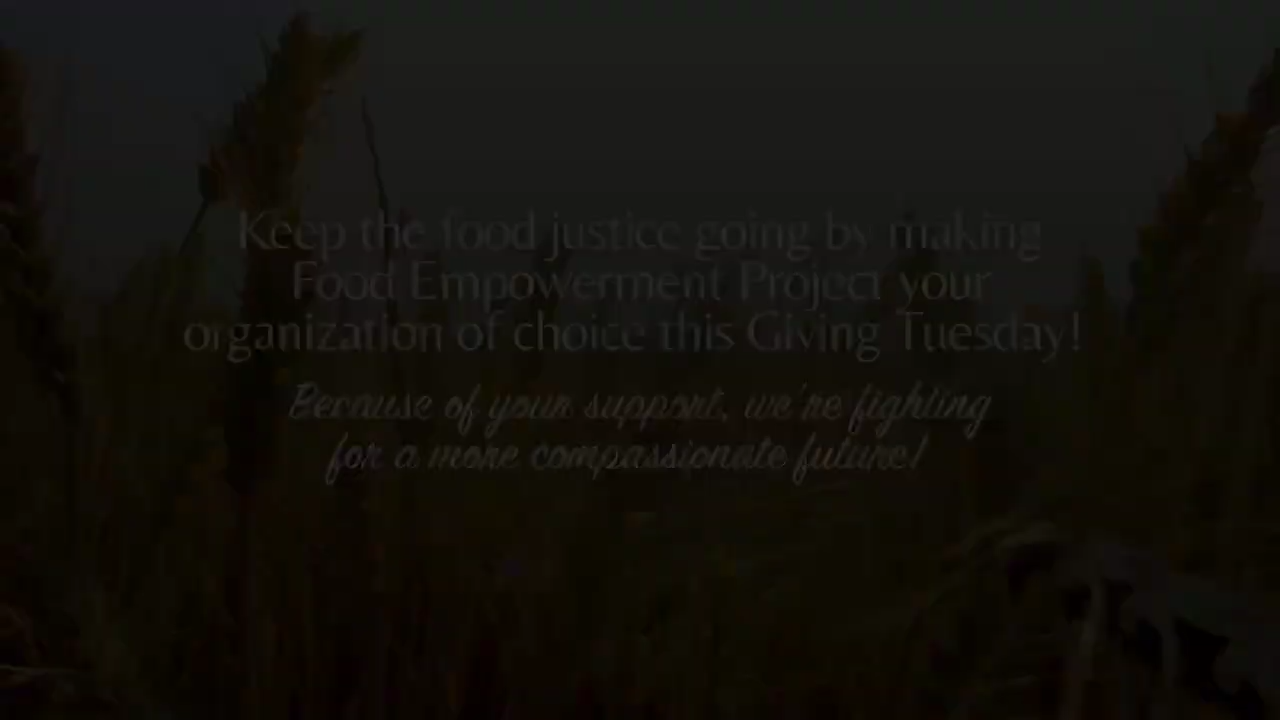 Keep the food justice going by making
Food Empowerment Project your
organization of choice this Giving Tuesday!
Because of your support, we're fighting
for a more compassionate future!